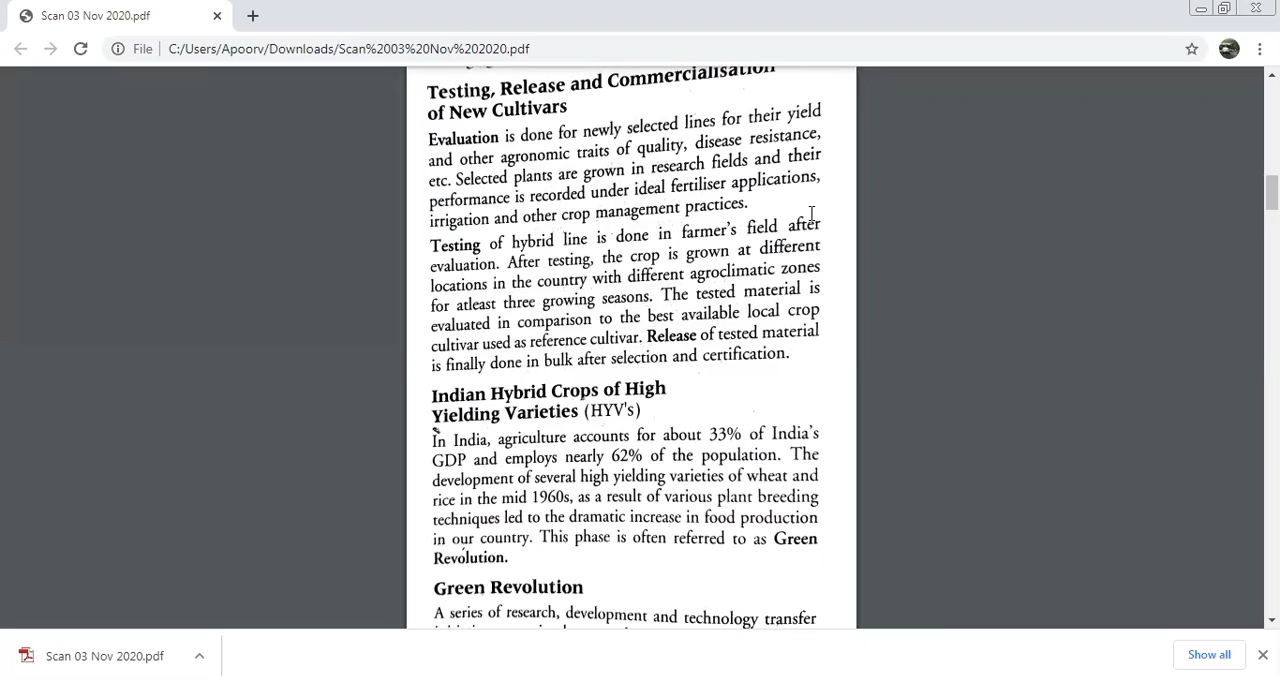 Scan 03 Nov 2020.pdf
File C:/Users/Apoorv/Downloads/Scan%2003%20Nov%202020.pdf
Testing, Release and Commercialisation
of New Cultivars
Evaluation is done for newly selected lines for their yield
and other agronomic traits of quality, disease resistance,
etc. Selected plants are grown in research fields and their
performance is recorded under ideal fertiliser applications,
irrigation and other crop management practices.
Testing of hybrid line is done in farmer's field after
evaluation. After testing, the crop is grown at different
locations in the country with different agroclimatic zones
for atleast three growing seasons. The tested material is
evaluated in comparison to the best available local crop
cultivar used as reference cultivar. Release of tested material
is finally done in bulk after selection and certification.
Indian Hybrid Crops of High
Yielding Varieties (HYV's)
In India, agriculture accounts for about 33% of India's
GDP and employs nearly 62% of the population. The
development of several high yielding varieties of wheat and
rice in the mid 1960s, as a result of various plant breeding
techniques led to the dramatic increase in food production
in our country. This phase is often referred to as Green
Revolution.
Green Revolution
A series of research, development and technology transfer
Scan 03 Nov 2020.pdf
Show all